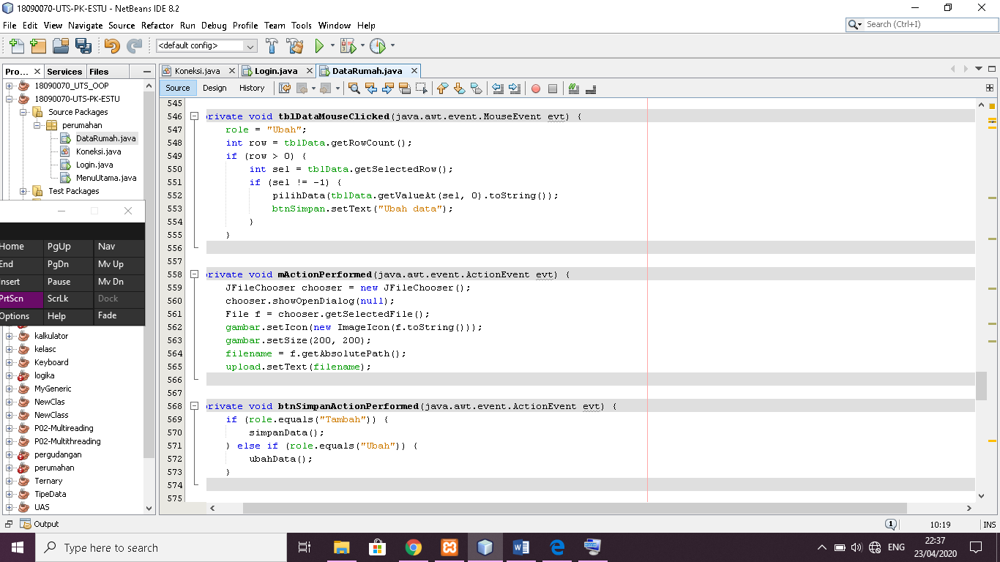 18090070-UTS-PK-ESTU - NetBeans IDE 8.2
File Edit View Navigate Source Refactor Run Debug Profile Team Tools Window Help
Search (Ctrl+I)
<default config>
Pro... Services Files
Koneksi.java Login.java DataRumah.java
Source Design History
18090070_UTS_OOP
18090070-UTS-PK-ESTU
Source Packages
perumahan
DataRumah.java
Koneksi.java
Login.java
MenuUtama.java
Test Packages
Home PgUp Nav
End PgDn Mv Up
Insert Pause Mv Dn
PrtScn ScrLk Dock
Options Help Fade
kalkulator
kelasc
Keyboard
logika
MyGeneric
NewClas
NewClass
P02-Multireading
P02-Multithreading
pergudangan
perumahan
Ternary
TipeData
UAS
545
546 private void tblDataMouseClicked(java.awt.event.MouseEvent evt) {
547 role = "Ubah";
548 int row = tblData.getRowCount();
549 if (row > 0) {
550 int sel = tblData.getSelectedRow();
551 if (sel != -1) {
552 pilihData(tblData.getValueAt(sel, 0).toString());
553 btnSimpan.setText("Ubah data");
554 }
555 }
556
557
558 private void mActionPerformed(java.awt.event.ActionEvent evt) {
559 JFileChooser chooser = new JFileChooser();
560 chooser.showOpenDialog(null);
561 File f = chooser.getSelectedFile();
562 gambar.setIcon(new ImageIcon(f.toString()));
563 gambar.setSize(200, 200);
564 filename = f.getAbsolutePath();
565 upload.setText(filename);
566
567
568 private void btnSimpanActionPerformed(java.awt.event.ActionEvent evt) {
569 if (role.equals("Tambah")) {
570 simpanData();
571 } else if (role.equals("Ubah")) {
572 ubahData();
573 }
574
575
Output
1 10:19 INS
Type here to search
ENG
22:37
23/04/2020